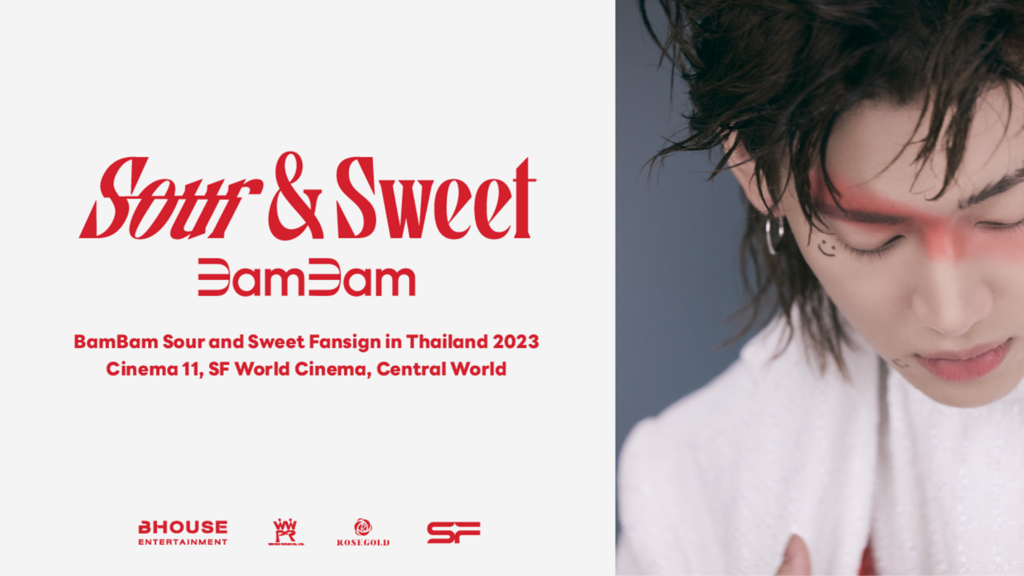 Sour & Sweet
BamBam
BamBam Sour and Sweet Fansign in Thailand 2023
Cinema 11, SF World Cinema, Central World
BHOUSE
ENTERTAINMENT
PR
ROSEGOLD
SF